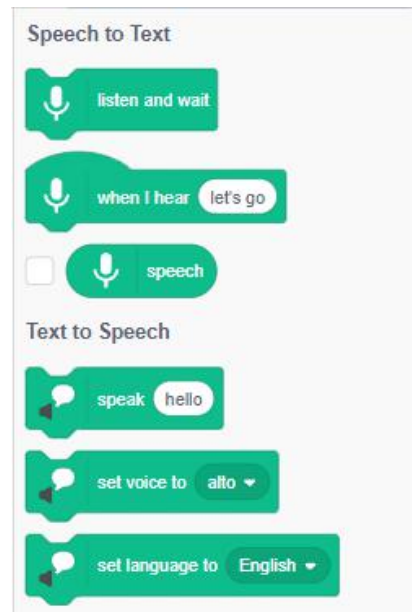 Speech to Text
listen and wait
when I hear let's go
speech
Text to Speech
speak hello
set voice to alto
set language to English